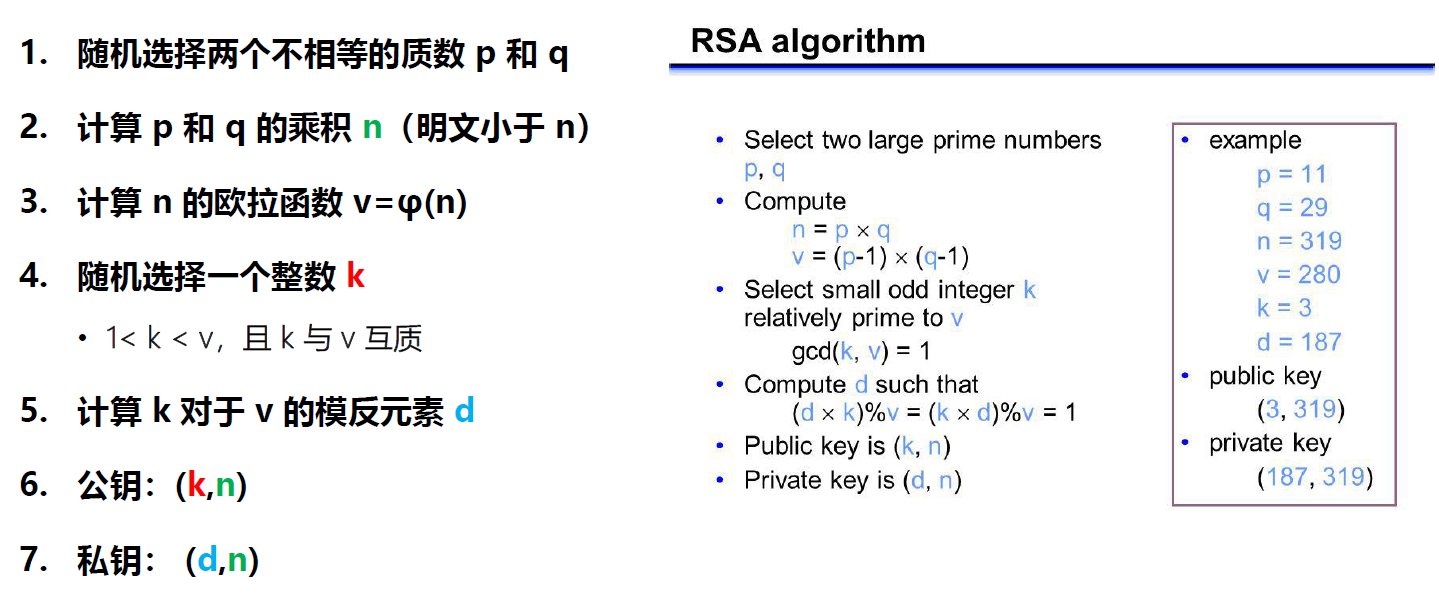 1. 随机选择两个不相等的质数 p 和 q
2. 计算 p 和 q 的乘积 n（明文小于 n）
3. 计算 n 的欧拉函数 v=φ(n)
4. 随机选择一个整数 k
• 1< k < v，且 k 与 v 互质
5. 计算 k 对于 v 的模反元素 d
6. 公钥：(k,n)
7. 私钥： (d,n)
RSA algorithm
• Select two large prime numbers
p, q
• Compute
n = p × q
v = (p-1) × (q-1)
• Select small odd integer k
relatively prime to v
gcd(k, v) = 1
• Compute d such that
(d × k)%v = (k × d)%v = 1
• Public key is (k, n)
• Private key is (d, n)
• example
p = 11
q = 29
n = 319
v = 280
k = 3
d = 187
• public key
(3, 319)
• private key
(187, 319)